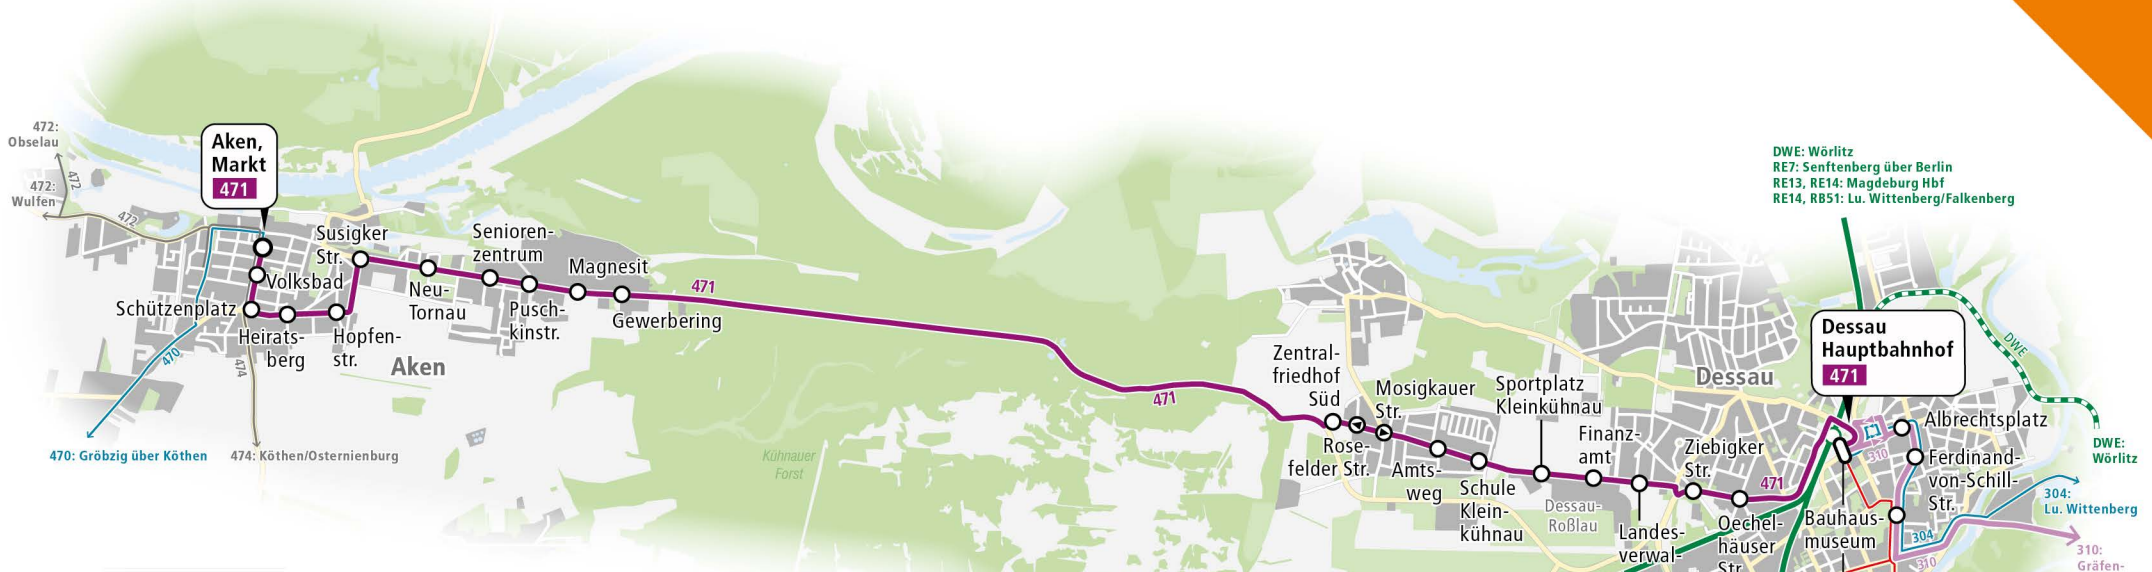 472:
Obselau
472
472:
Wulfen
472
Aken,
Markt
471
Susigker
Str.
Volksbad
Schützenplatz
Heirats-
berg
Hopfen-
str.
Aken
470
474
470: Gröbzig über Köthen
474: Köthen/Osternienburg
Neu-
Tornau
Senioren-
zentrum
Pusch-
kinstr.
Magnesit
Gewerbering
471
Kühnauer
Forst
471
Zentral-
friedhof
Süd
Rose-
felder Str.
Mosigkauer
Str.
Amts-
weg
Schule
Klein-
kühnau
Sportplatz
Kleinkühnau
Dessau-
Roßlau
Finanz-
amt
Landes-
verwal-
Ziebigker
Str.
Oechel-
häuser
Str.
471
Dessau
DWE: Wörlitz
RE7: Senftenberg über Berlin
RE13, RE14: Magdeburg Hbf
RE14, RB51: Lu. Wittenberg/Falkenberg
Dessau
Hauptbahnhof
471
DWE
DWE:
Wörlitz
Albrechtsplatz
310
Ferdinand-
von-Schill-
Str.
Bauhaus-
museum
304
310
304:
Lu. Wittenberg
310:
Gräfen-